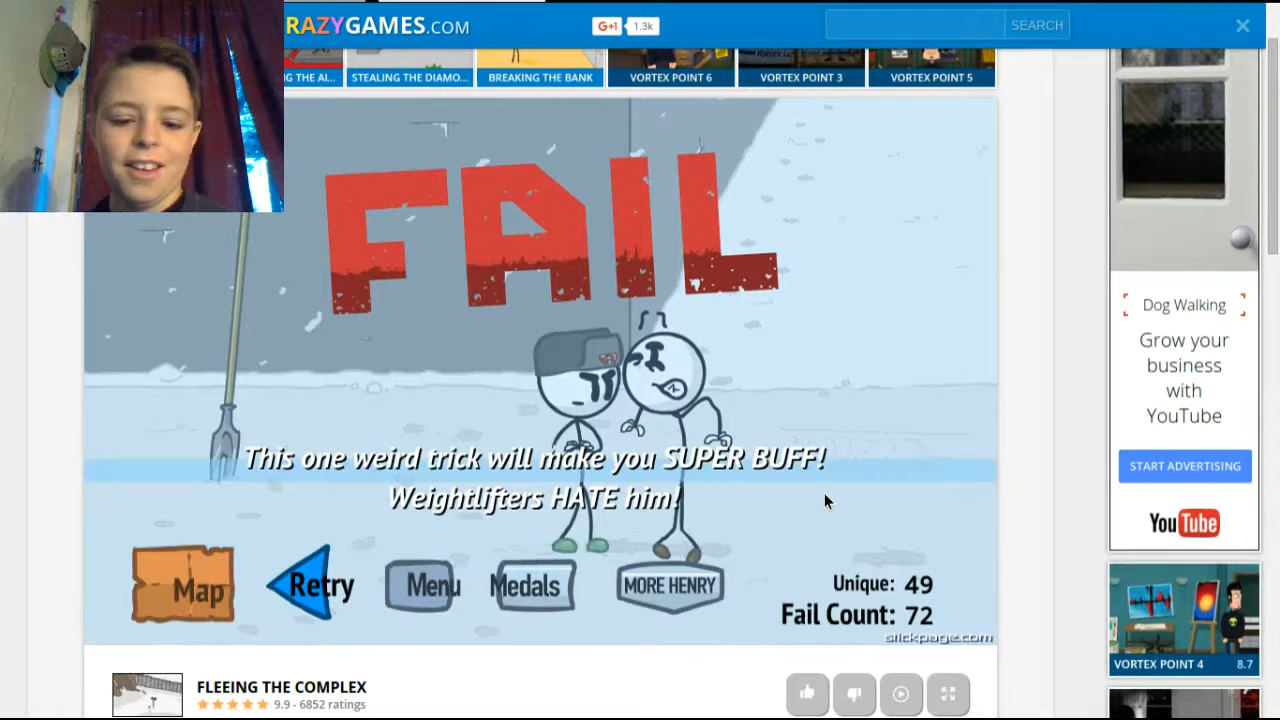 RAZYGAMES.COM
G+1 1.3k
SEARCH
NG THE AI...
STEALING THE DIAMO...
BREAKING THE BANK
VORTEX POINT 6
VORTEX POINT 3
VORTEX POINT 5
FAIL
This one weird trick will make you SUPER BUFF!
Weightlifters HATE him!
Map
Retry
Menu
Medals
MORE HENRY
Unique: 49
Fail Count: 72
stickpage.com
FLEEING THE COMPLEX
9.9 - 6852 ratings
Dog Walking
Grow your
business
with
YouTube
START ADVERTISING
YouTube
VORTEX POINT 4 8.7